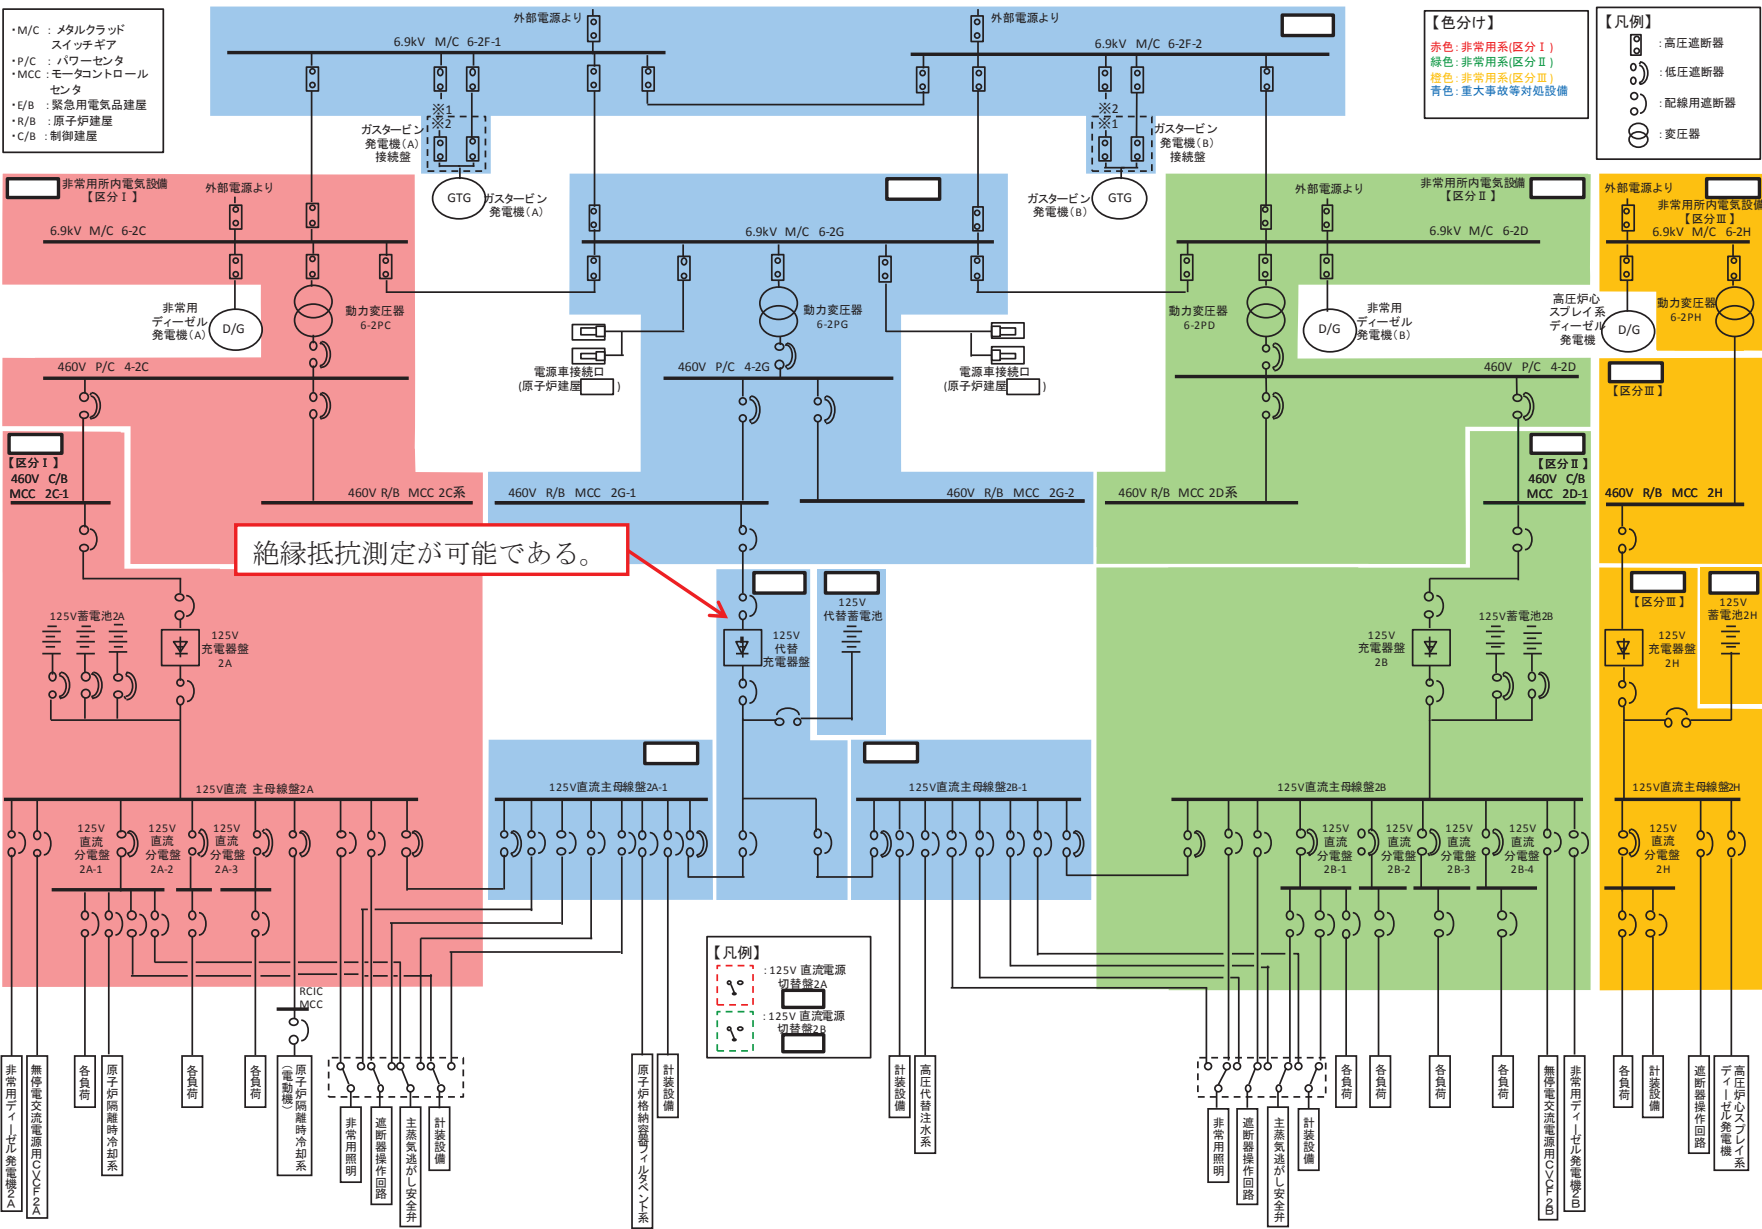 ・M/C ： メタルクラッド
スイッチギア
・P/C ： パワーセンタ
・MCC ：モータコントロール
センタ
・E/B ：緊急用電気品建屋
・R/B ：原子炉建屋
・C/B ：制御建屋
外部電源より
6.9kV M/C 6-2F-1
外部電源より
6.9kV M/C 6-2F-2
【色分け】
赤色：非常用系(区分Ⅰ)
緑色：非常用系(区分Ⅱ)
橙色：非常用系(区分Ⅲ)
青色：重大事故等対処設備
【凡例】
：高圧遮断器
：低圧遮断器
：配線用遮断器
：変圧器
※1
※2
ガスタービン
発電機(A)
接続盤
GTG
ガスタービン
発電機(A)
※2
※1
ガスタービン
発電機(B)
接続盤
ガスタービン
発電機(B)
GTG
非常用所内電気設備
【区分Ⅰ】
外部電源より
6.9kV M/C 6-2C
非常用
ディーゼル
発電機(A)
D/G
動力変圧器
6-2PC
460V P/C 4-2C
6.9kV M/C 6-2G
動力変圧器
6-2PG
電源車接続口
(原子炉建屋 )
460V P/C 4-2G
電源車接続口
(原子炉建屋 )
非常用所内電気設備
【区分Ⅱ】
外部電源より
6.9kV M/C 6-2D
動力変圧器
6-2PD
D/G
非常用
ディーゼル
発電機(B)
460V P/C 4-2D
外部電源より
非常用所内電気設備
【区分Ⅲ】
6.9kV M/C 6-2H
高圧炉心
スプレイ系
ディーゼル
発電機
D/G
動力変圧器
6-2PH
【区分Ⅲ】
【区分Ⅰ】
460V C/B
MCC 2C-1
460V R/B MCC 2C系
460V R/B MCC 2G-1
460V R/B MCC 2G-2
460V R/B MCC 2D系
【区分Ⅱ】
460V C/B
MCC 2D-1
460V R/B MCC 2H
絶縁抵抗測定が可能である。
125V蓄電池2A
125V
充電器盤
2A
125V
代替
充電器盤
125V
代替蓄電池
125V
充電器盤
2B
125V蓄電池2B
【区分Ⅲ】
125V
充電器盤
2H
125V
蓄電池2H
125V直流 主母線盤2A
125V直流主母線盤2A-1
125V直流主母線盤2B-1
125V直流主母線盤2B
125V直流主母線盤2H
125V
直流
分電盤
2A-1
125V
直流
分電盤
2A-2
125V
直流
分電盤
2A-3
125V
直流
分電盤
2B-1
125V
直流
分電盤
2B-2
125V
直流
分電盤
2B-3
125V
直流
分電盤
2B-4
125V
直流
分電盤
2H
【凡例】
：125V 直流電源
切替盤2A
：125V 直流電源
切替盤2B
RCIC
MCC
非常用ディーゼル発電機2A
無停電交流電源用CVCF2A
各負荷
原子炉隔離時冷却系
各負荷
各負荷
原子炉隔離時冷却系
(電動機)
非常用照明
遮断器操作回路
主蒸気逃がし安全弁
計装設備
原子炉格納容器フィルタベント系
計装設備
計装設備
高圧代替注水系
非常用照明
遮断器操作回路
主蒸気逃がし安全弁
計装設備
各負荷
各負荷
各負荷
各負荷
無停電交流電源用CVCF2B
非常用ディーゼル発電機2B
各負荷
計装設備
遮断器操作回路
高圧炉心スプレイ系
ディーゼル発電機